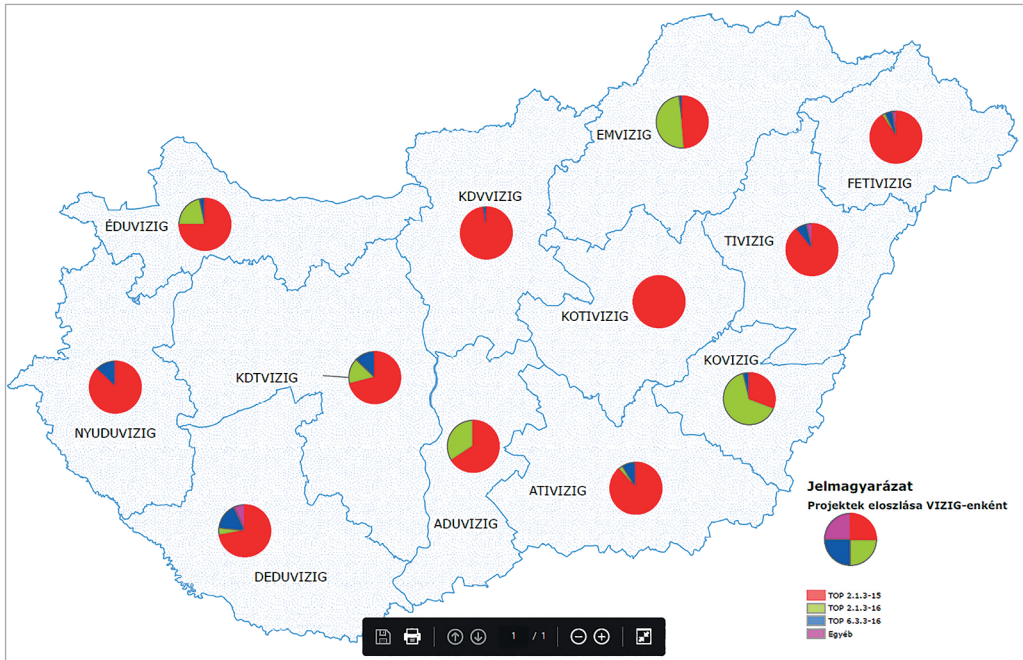 EMVIZIG
FETIVIZIG
KDVVIZIG
ÉDUVIZIG
TIVIZIG
KOTIVIZIG
KOVIZIG
KDTVIZIG
NYUDUVIZIG
ATIVIZIG
ADUVIZIG
DEDUVIZIG
Jelmagyarázat
Projektek eloszlása VIZIG-enként
TOP 2.1.3-15
TOP 2.1.3-16
TOP 6.3.3-16
Egyéb
1 / 1